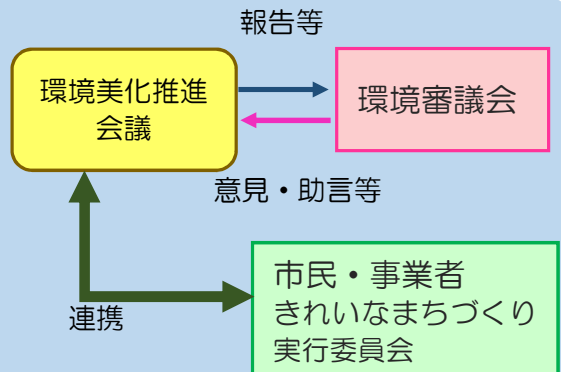 報告等
環境美化推進
会議
環境審議会
意見・助言等
市民・事業者
きれいなまちづくり
実行委員会
連携